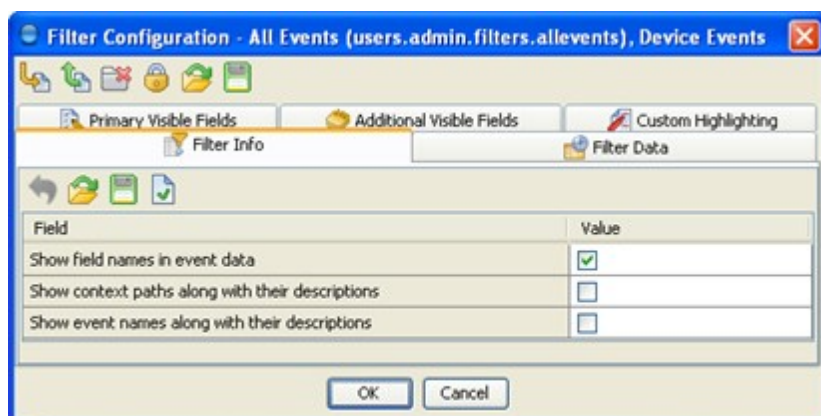 Filter Configuration - All Events (users.admin.filters.allevents), Device Events
Primary Visible Fields Additional Visible Fields Custom Highlighting
Filter Info Filter Data
Field Value
Show field names in event data
Show context paths along with their descriptions
Show event names along with their descriptions
OK Cancel